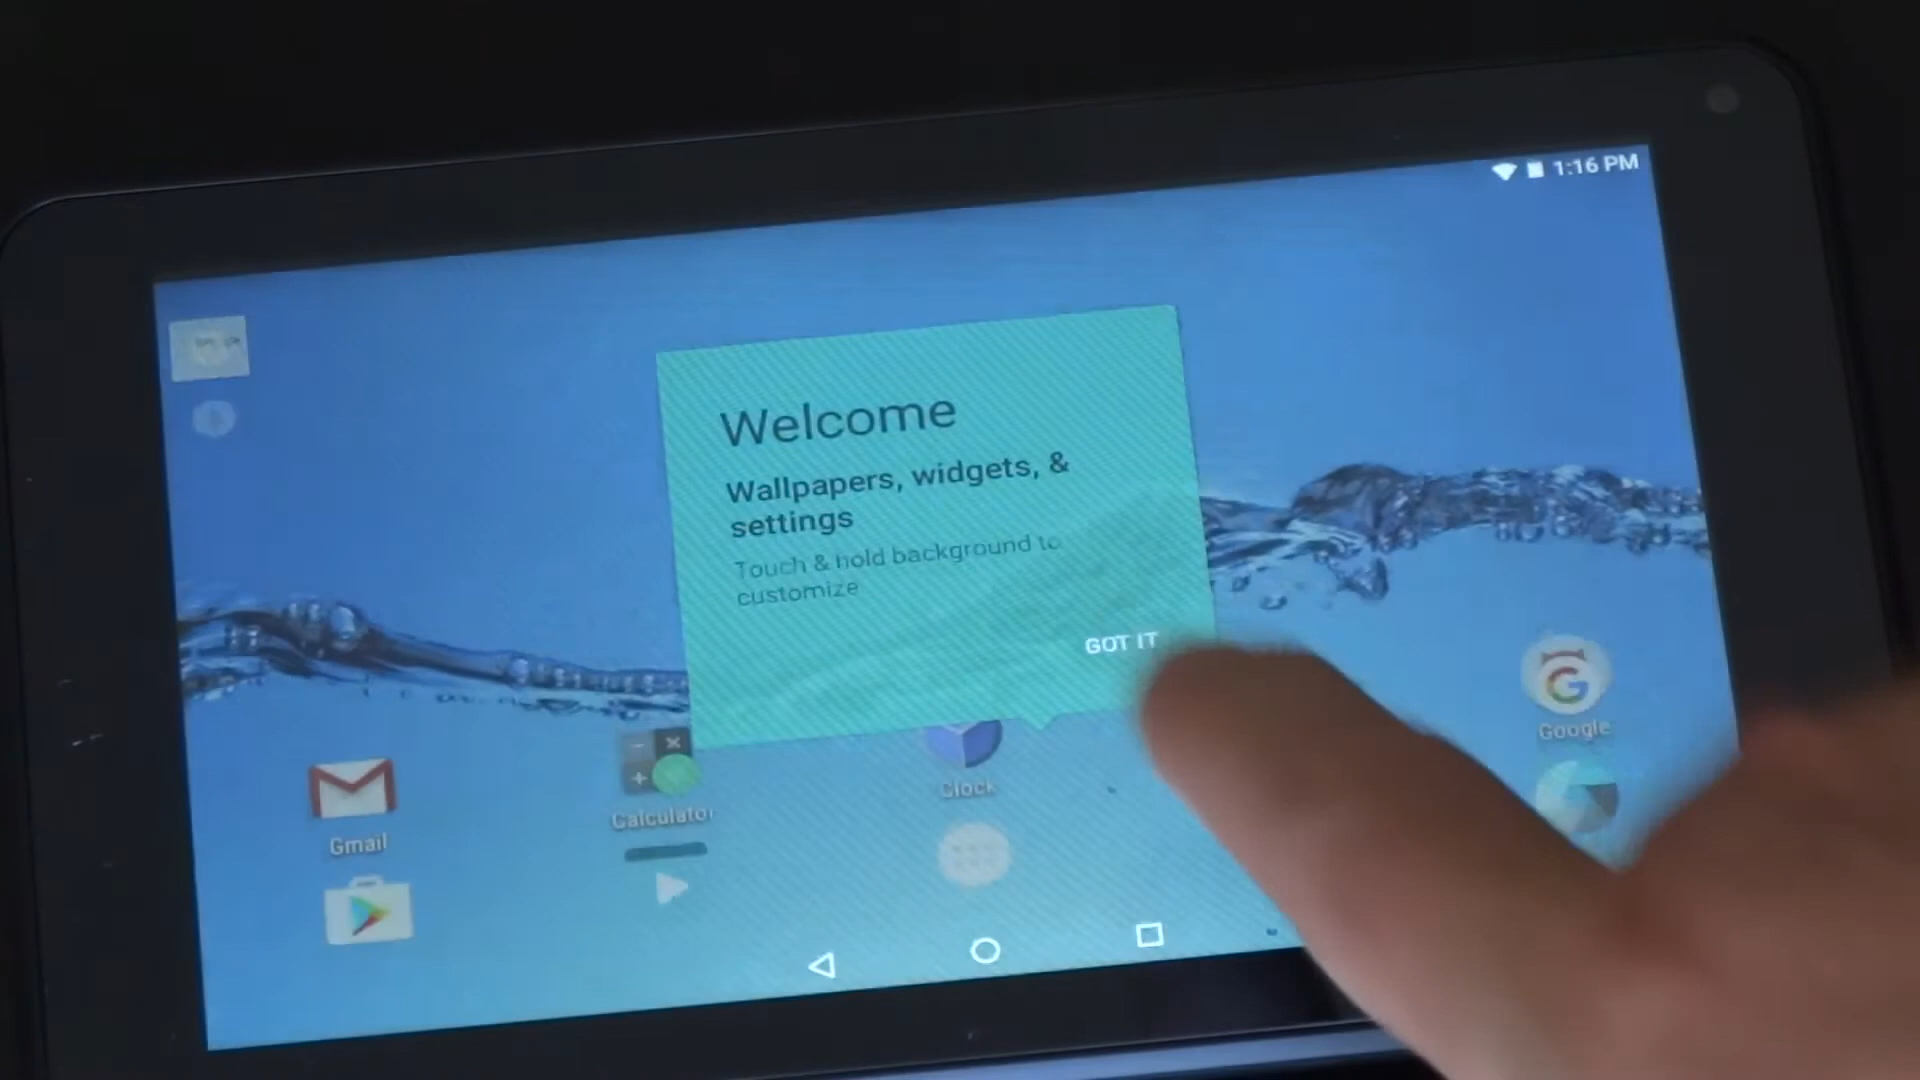 1:16 PM
Welcome
Wallpapers, widgets, &
settings
Touch & hold background to
customize
GOT IT
Google
Clock
Calculator
Gmail